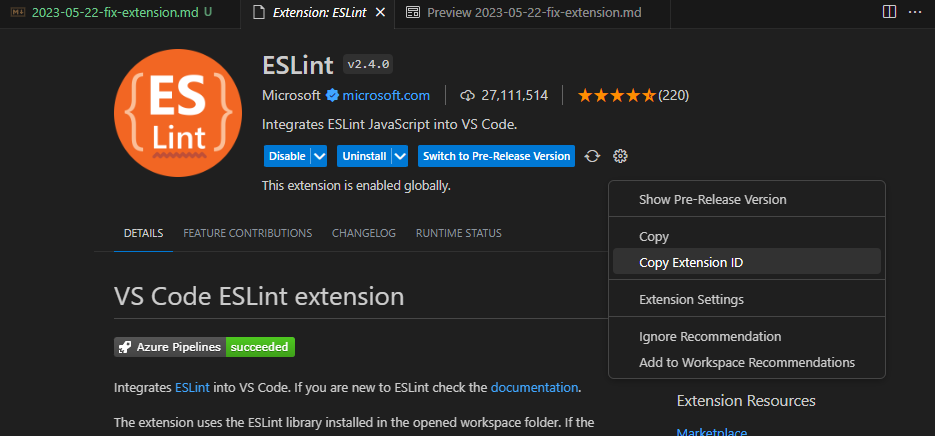 2023-05-22-fix-extension.md U
Extension: ESLint
Preview 2023-05-22-fix-extension.md
ES
Lint
ESLint v2.4.0
Microsoft microsoft.com 27,111,514 (220)
Integrates ESLint JavaScript into VS Code.
Disable Uninstall Switch to Pre-Release Version
This extension is enabled globally.
Show Pre-Release Version
Copy
Copy Extension ID
Extension Settings
Ignore Recommendation
Add to Workspace Recommendations
DETAILS FEATURE CONTRIBUTIONS CHANGELOG RUNTIME STATUS
VS Code ESLint extension
Azure Pipelines succeeded
Integrates ESLint into VS Code. If you are new to ESLint check the documentation.
The extension uses the ESLint library installed in the opened workspace folder. If the
Extension Resources
Marketplace